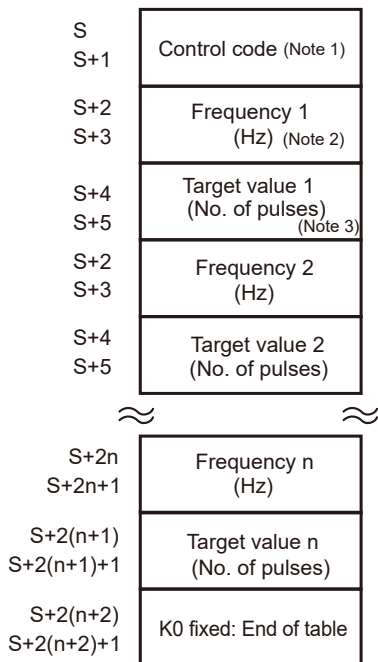 S
S+1
Control code (Note 1)
S+2
S+3
Frequency 1
(Hz) (Note 2)
S+4
S+5
Target value 1
(No. of pulses)
(Note 3)
S+2
S+3
Frequency 2
(Hz)
S+4
S+5
Target value 2
(No. of pulses)
S+2n
S+2n+1
Frequency n
(Hz)
S+2(n+1)
S+2(n+1)+1
Target value n
(No. of pulses)
S+2(n+2)
S+2(n+2)+1
K0 fixed: End of table